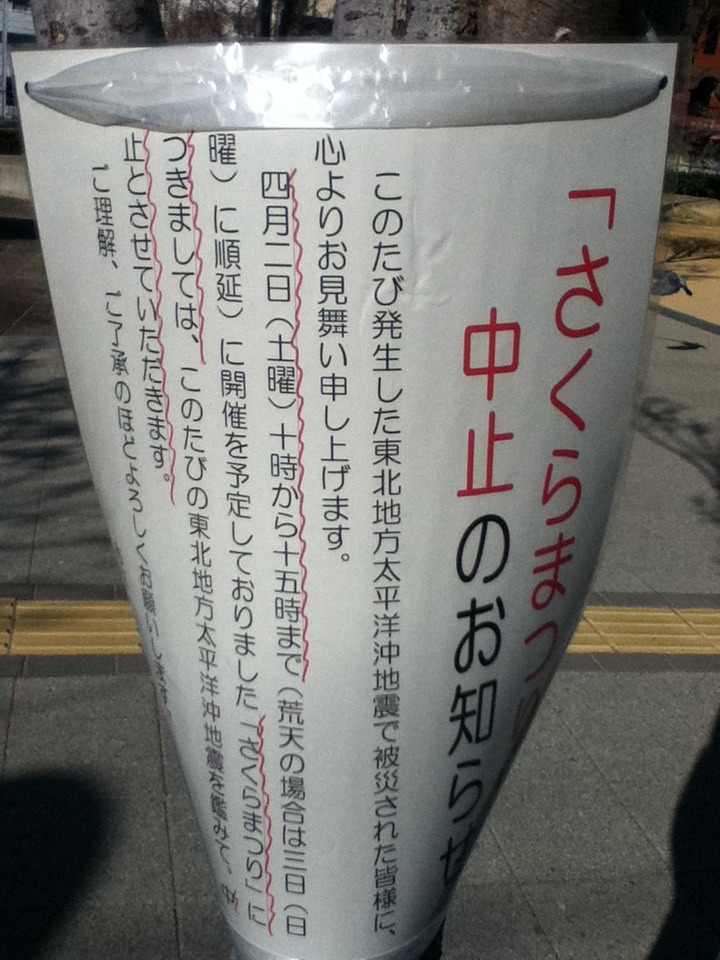 「さくらまつり
中止のお知らせ
このたび発生した東北地方太平洋沖地震で被災された皆様に、
心よりお見舞い申し上げます。
四月二日（土曜）十時から十五時まで（荒天の場合は三日（日
曜）に順延）に開催を予定しておりました「さくらまつり」に
つきましては、このたびの東北地方太平洋沖地震を鑑みて、中
止とさせていただきます。
ご理解、ご了承のほどよろしくお願いします。